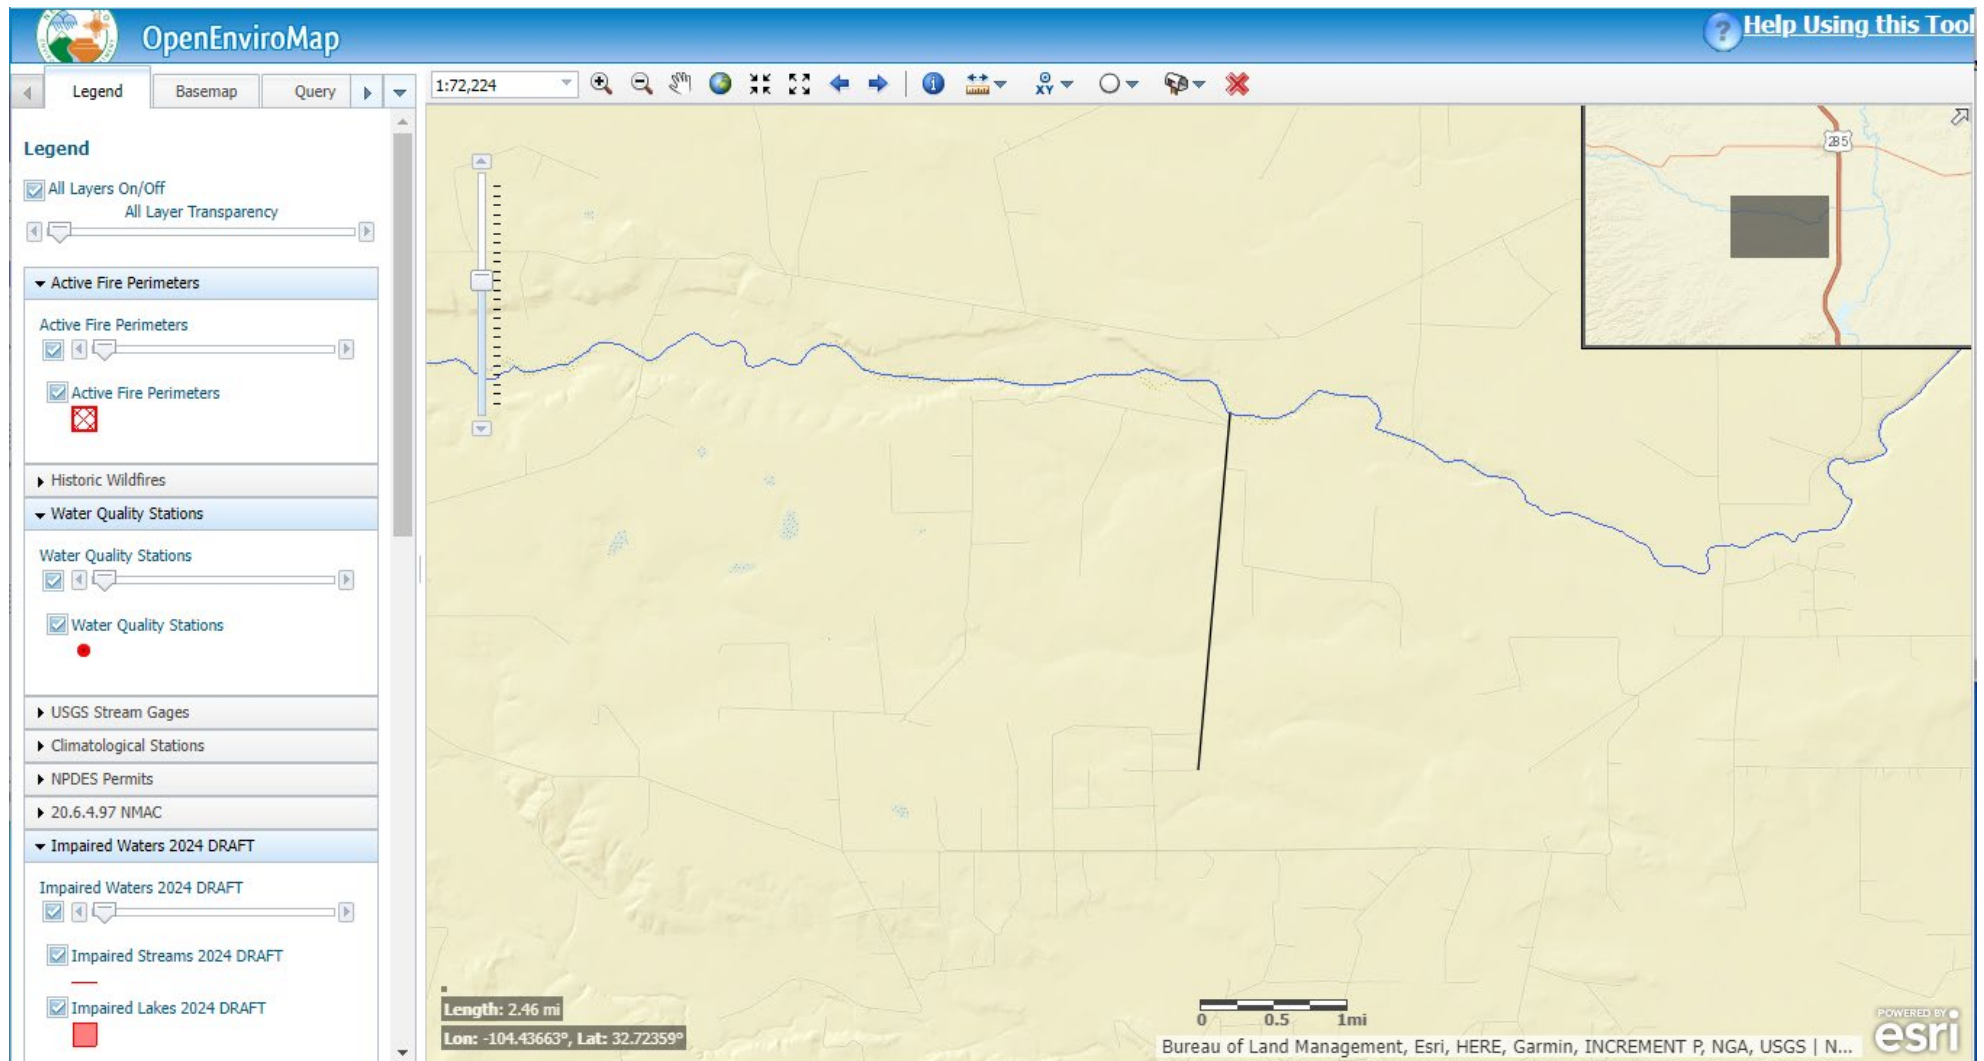 OpenEnviroMap
? Help Using this Tool
Legend Basemap Query
1:72,224
XY
Legend
All Layers On/Off
All Layer Transparency
Active Fire Perimeters
Active Fire Perimeters
Active Fire Perimeters
Historic Wildfires
Water Quality Stations
Water Quality Stations
Water Quality Stations
USGS Stream Gages
Climatological Stations
NPDES Permits
20.6.4.97 NMAC
Impaired Waters 2024 DRAFT
Impaired Waters 2024 DRAFT
Impaired Streams 2024 DRAFT
Impaired Lakes 2024 DRAFT
285
Length: 2.46 mi
Lon: -104.43663°, Lat: 32.72359°
0 0.5 1mi
Bureau of Land Management, Esri, HERE, Garmin, INCREMENT P, NGA, USGS | N...
POWERED BY
esri